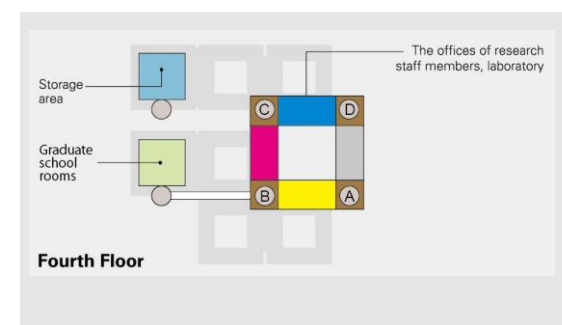 The offices of research
staff members, laboratory
Storage
area
C
D
Graduate
school
rooms
B
A
Fourth Floor